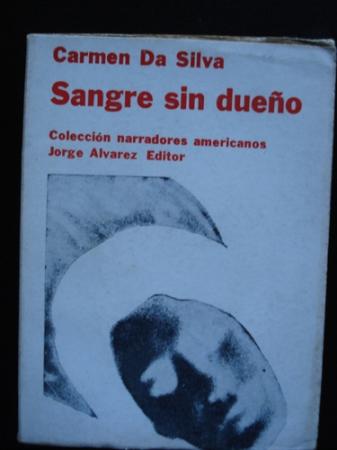 Carmen Da Silva
Sangre sin dueño
Colección narradores americanos
Jorge Alvarez Editor